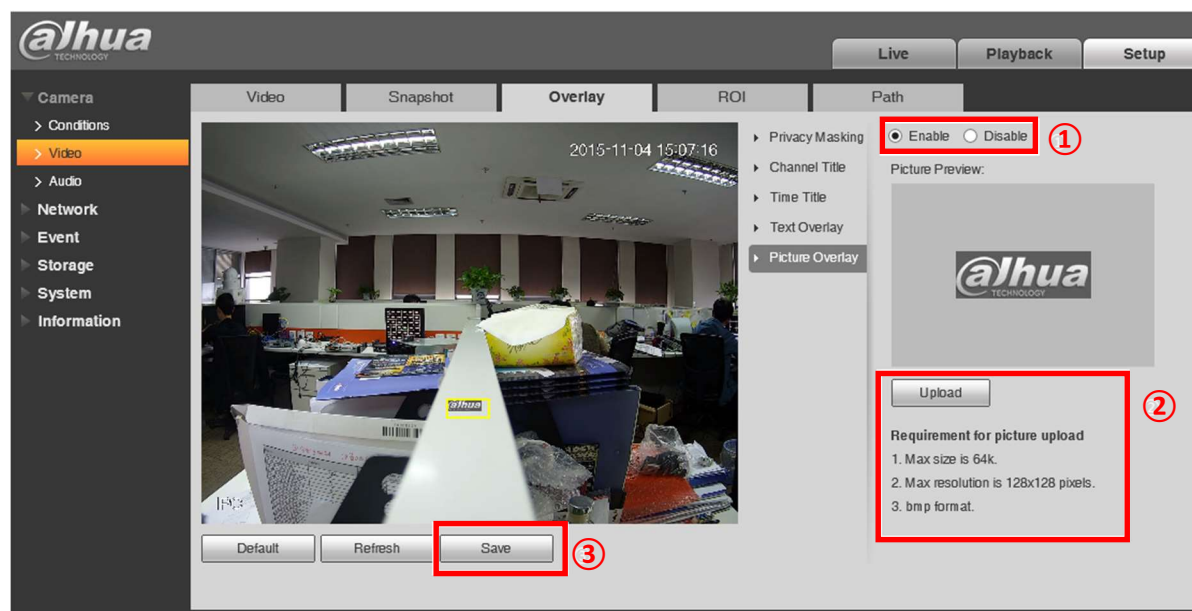 alhua
TECHNOLOGY
Live
Playback
Setup
Camera
Conditions
Video
Audio
Network
Event
Storage
System
Information
Video
Snapshot
Overlay
ROI
Path
2015-11-04 15:07:16
alhua
IPC
Privacy Masking
Channel Title
Time Title
Text Overlay
Picture Overlay
Enable Disable
①
Picture Preview:
alhua
TECHNOLOGY
Upload
②
Requirement for picture upload
1. Max size is 64k.
2. Max resolution is 128x128 pixels.
3. bmp format.
Default
Refresh
Save
③